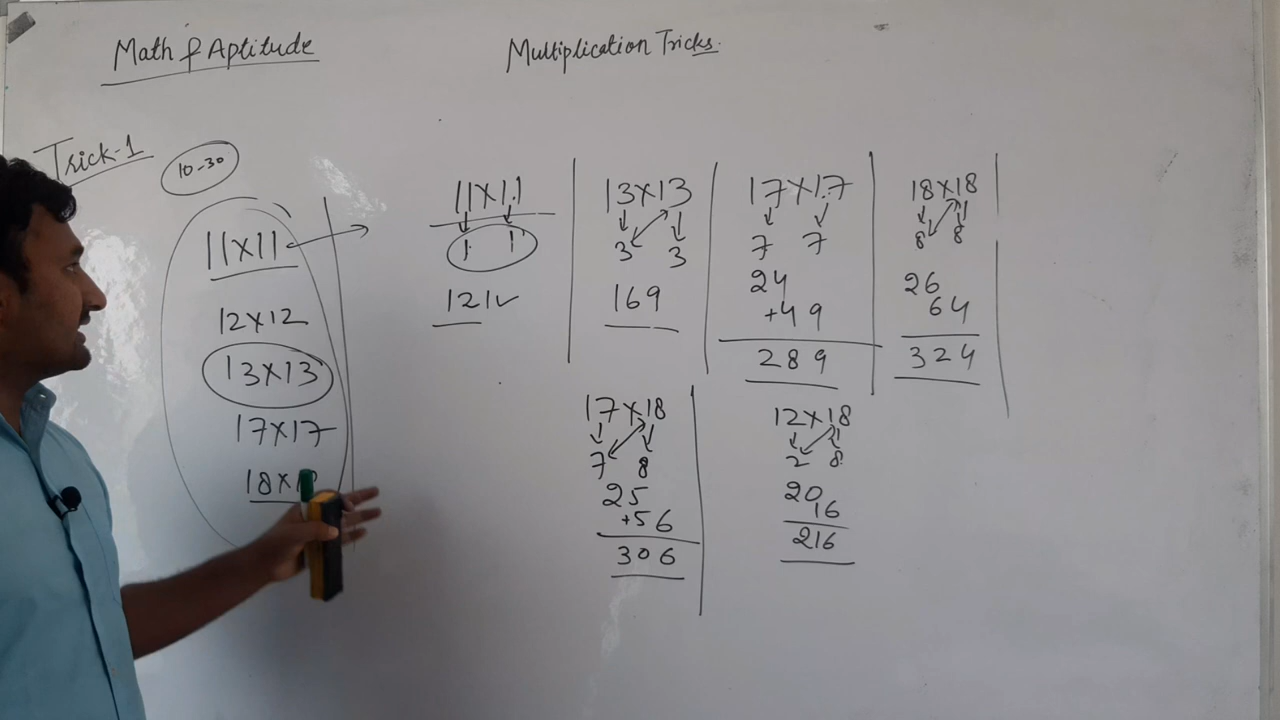 Math & Aptitude
Multiplication Tricks.
Trick-1
10-30
11x11
12x12
13x13
17x17
18x1
11x11
1 1
121✓
13x13
3 3
169
17x17
7 7
24
+49
289
18x18
8 8
26
64
324
17x18
7 8
25
+56
306
12x18
2 8
20
16
216